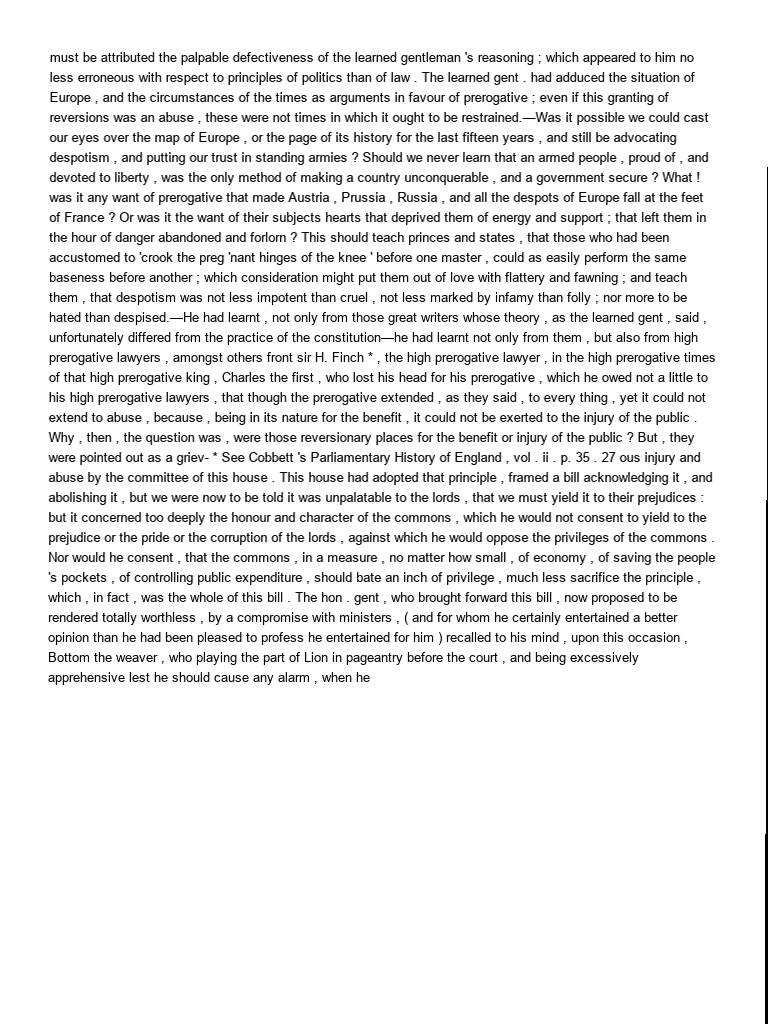 must be attributed the palpable defectiveness of the learned gentleman 's reasoning ; which appeared to him no
less erroneous with respect to principles of politics than of law . The learned gent . had adduced the situation of
Europe , and the circumstances of the times as arguments in favour of prerogative ; even if this granting of
reversions was an abuse , these were not times in which it ought to be restrained.—Was it possible we could cast
our eyes over the map of Europe , or the page of its history for the last fifteen years , and still be advocating
despotism , and putting our trust in standing armies ? Should we never learn that an armed people , proud of , and
devoted to liberty , was the only method of making a country unconquerable , and a government secure ? What !
was it any want of prerogative that made Austria , Prussia , Russia , and all the despots of Europe fall at the feet
of France ? Or was it the want of their subjects hearts that deprived them of energy and support ; that left them in
the hour of danger abandoned and forlorn ? This should teach princes and states , that those who had been
accustomed to 'crook the preg 'nant hinges of the knee ' before one master , could as easily perform the same
baseness before another ; which consideration might put them out of love with flattery and fawning ; and teach
them , that despotism was not less impotent than cruel , not less marked by infamy than folly ; nor more to be
hated than despised.—He had learnt , not only from those great writers whose theory , as the learned gent , said ,
unfortunately differed from the practice of the constitution—he had learnt not only from them , but also from high
prerogative lawyers , amongst others front sir H. Finch * , the high prerogative lawyer , in the high prerogative times
of that high prerogative king , Charles the first , who lost his head for his prerogative , which he owed not a little to
his high prerogative lawyers , that though the prerogative extended , as they said , to every thing , yet it could not
extend to abuse , because , being in its nature for the benefit , it could not be exerted to the injury of the public .
Why , then , the question was , were those reversionary places for the benefit or injury of the public ? But , they
were pointed out as a griev- * See Cobbett 's Parliamentary History of England , vol . ii . p. 35 . 27 ous injury and
abuse by the committee of this house . This house had adopted that principle , framed a bill acknowledging it , and
abolishing it , but we were now to be told it was unpalatable to the lords , that we must yield it to their prejudices :
but it concerned too deeply the honour and character of the commons , which he would not consent to yield to the
prejudice or the pride or the corruption of the lords , against which he would oppose the privileges of the commons .
Nor would he consent , that the commons , in a measure , no matter how small , of economy , of saving the people
's pockets , of controlling public expenditure , should bate an inch of privilege , much less sacrifice the principle ,
which , in fact , was the whole of this bill . The hon . gent , who brought forward this bill , now proposed to be
rendered totally worthless , by a compromise with ministers , ( and for whom he certainly entertained a better
opinion than he had been pleased to profess he entertained for him ) recalled to his mind , upon this occasion ,
Bottom the weaver , who playing the part of Lion in pageantry before the court , and being excessively
apprehensive lest he should cause any alarm , when he